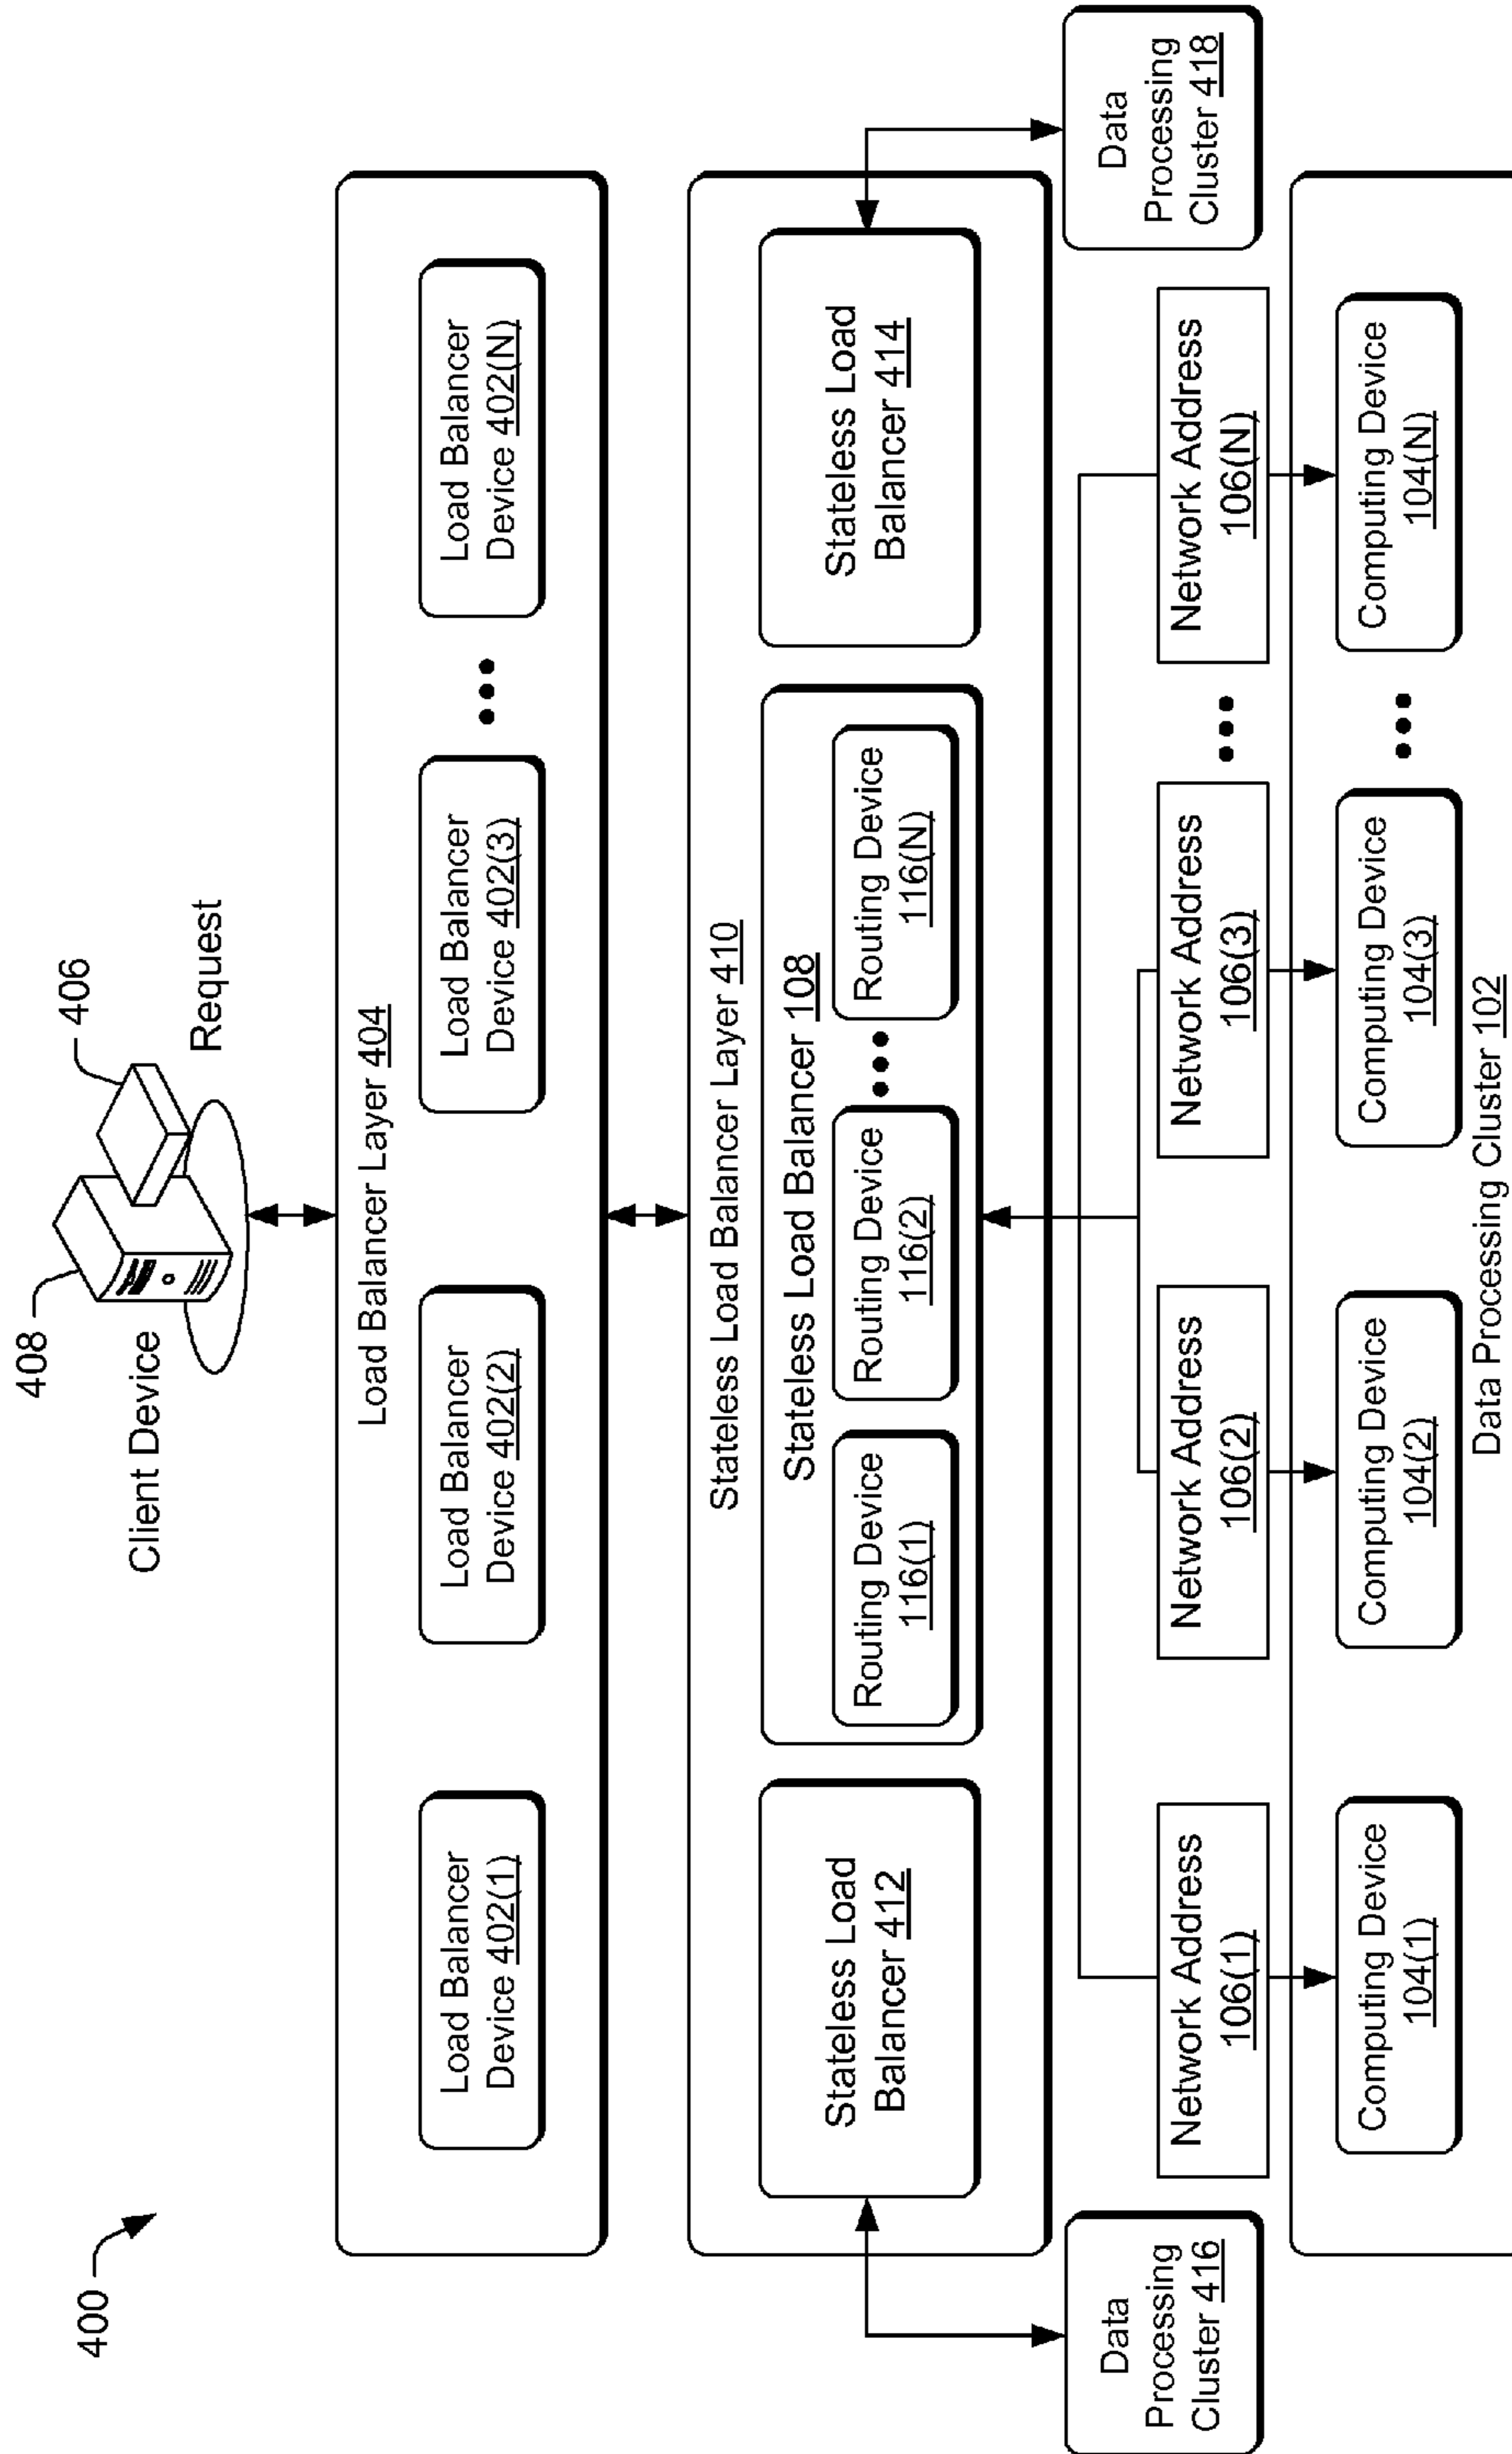 400
408
406
Client Device
Request
Load Balancer Layer 404
Load Balancer
Device 402(1)
Load Balancer
Device 402(2)
Load Balancer
Device 402(3)
Load Balancer
Device 402(N)
Stateless Load Balancer Layer 410
Stateless Load
Balancer 412
Stateless Load Balancer 108
Routing Device
116(1)
Routing Device
116(2)
Routing Device
116(N)
Stateless Load
Balancer 414
Data
Processing
Cluster 416
Data
Processing
Cluster 418
Network Address
106(1)
Network Address
106(2)
Network Address
106(3)
Network Address
106(N)
Computing Device
104(1)
Computing Device
104(2)
Computing Device
104(3)
Computing Device
104(N)
Data Processing Cluster 102